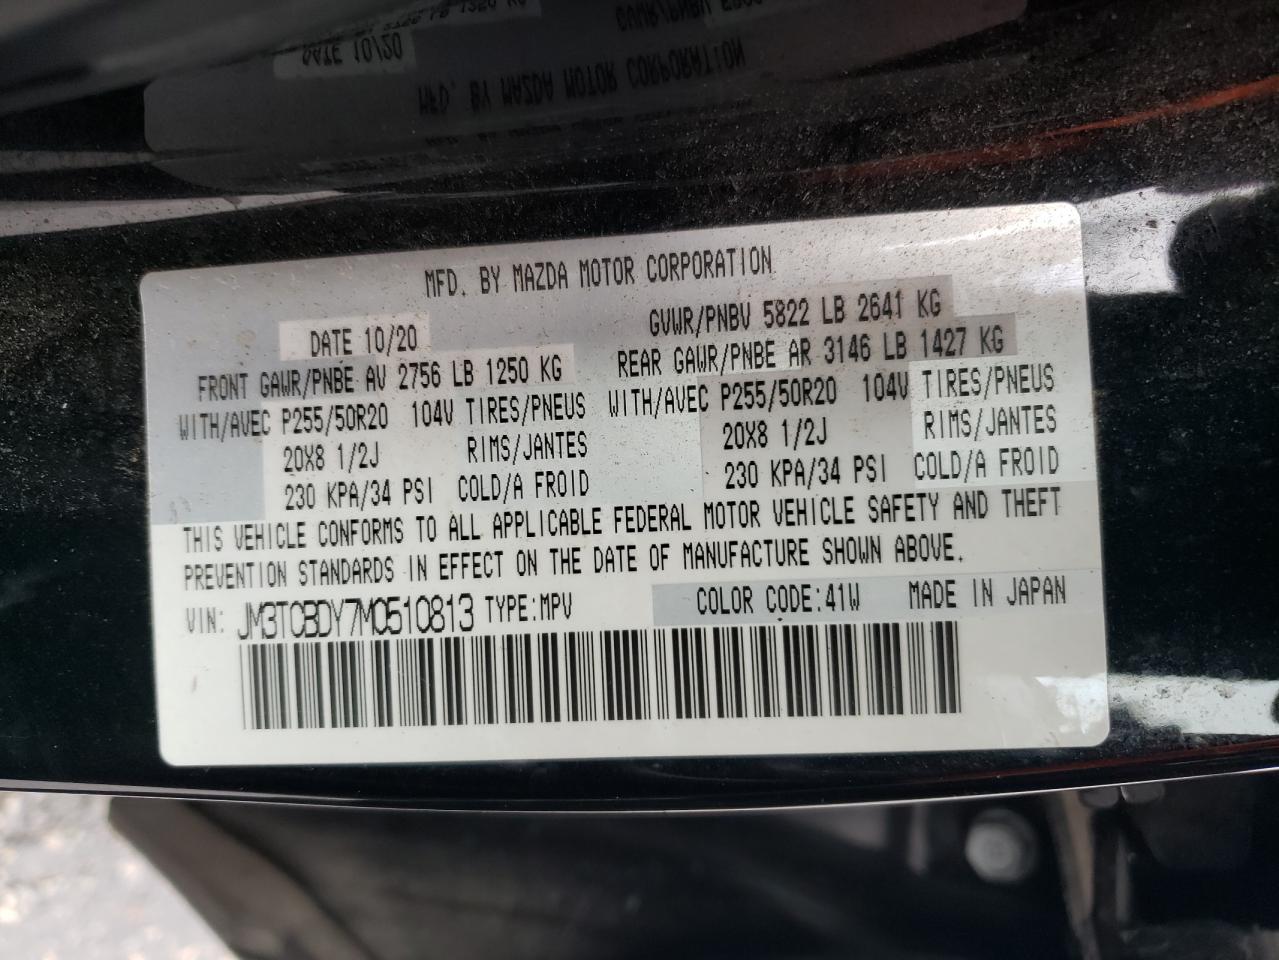 MFD. BY MAZDA MOTOR CORPORATION
DATE 10/20 GVWR/PNBV 5822 LB 2641 KG
FRONT GAWR/PNBE AV 2756 LB 1250 KG REAR GAWR/PNBE AR 3146 LB 1427 KG
WITH/AVEC P255/50R20 104V TIRES/PNEUS WITH/AVEC P255/50R20 104V TIRES/PNEUS
20X8 1/2J RIMS/JANTES 20X8 1/2J RIMS/JANTES
230 KPA/34 PSI COLD/A FROID 230 KPA/34 PSI COLD/A FROID
THIS VEHICLE CONFORMS TO ALL APPLICABLE FEDERAL MOTOR VEHICLE SAFETY AND THEFT
PREVENTION STANDARDS IN EFFECT ON THE DATE OF MANUFACTURE SHOWN ABOVE.
VIN: JM3TCBDY7M0510813 TYPE:MPV COLOR CODE:41W MADE IN JAPAN